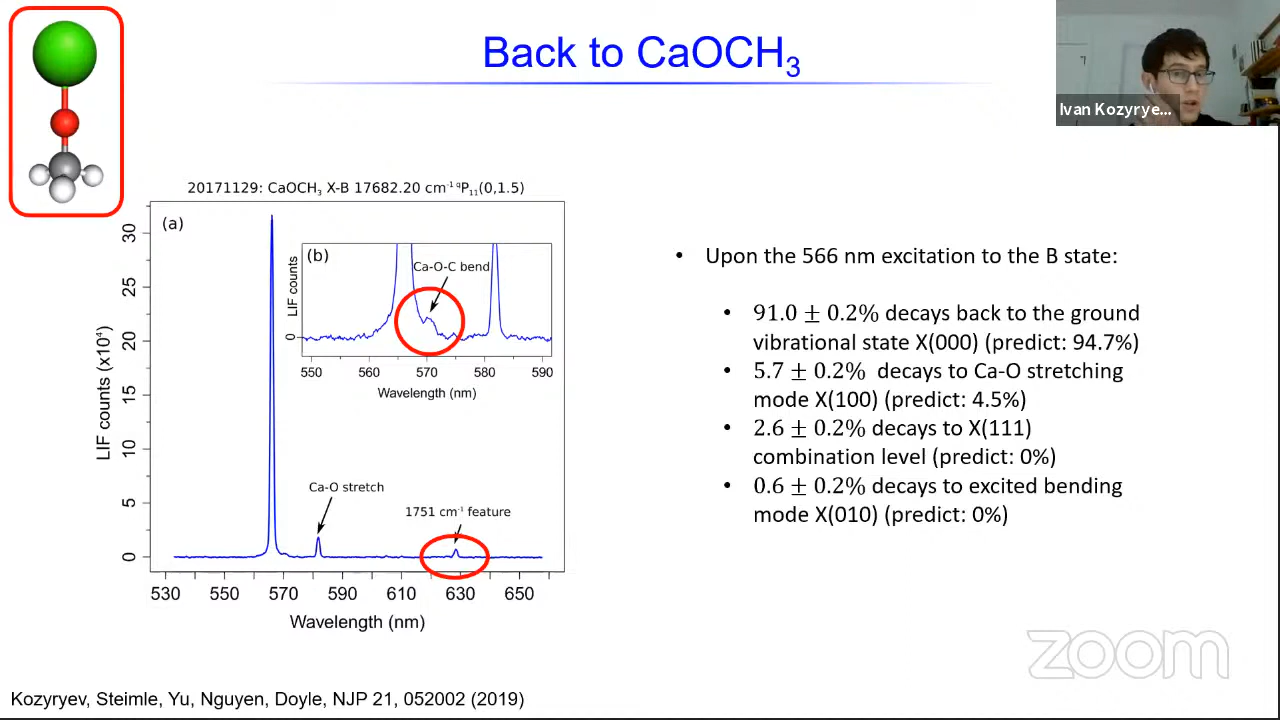 Back to CaOCH₃
Ivan Kozyrye...
20171129: CaOCH₃ X-B 17682.20 cm⁻¹ ᑫP₁₁(0,1.5)
(a)
LIF counts (x10⁴)
30
25
20
15
10
5
0
530 550 570 590 610 630 650
Wavelength (nm)
Ca-O stretch
1751 cm⁻¹ feature
(b)
LIF counts
0
Ca-O-C bend
550 560 570 580 590
Wavelength (nm)
• Upon the 566 nm excitation to the B state:
• 91.0 ± 0.2% decays back to the ground
vibrational state X(000) (predict: 94.7%)
• 5.7 ± 0.2% decays to Ca-O stretching
mode X(100) (predict: 4.5%)
• 2.6 ± 0.2% decays to X(111)
combination level (predict: 0%)
• 0.6 ± 0.2% decays to excited bending
mode X(010) (predict: 0%)
zoom
Kozyryev, Steimle, Yu, Nguyen, Doyle, NJP 21, 052002 (2019)